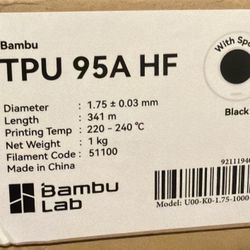 Bambu
TPU 95A HF
Diameter : 1.75 ± 0.03 mm
Length : 341 m
Printing Temp : 220 - 240 °C
Net Weight : 1 kg
Filament Code : 51100
Made in China
Bambu
Lab
With
Black
9211194
Model: U00-K0-1.75-1000